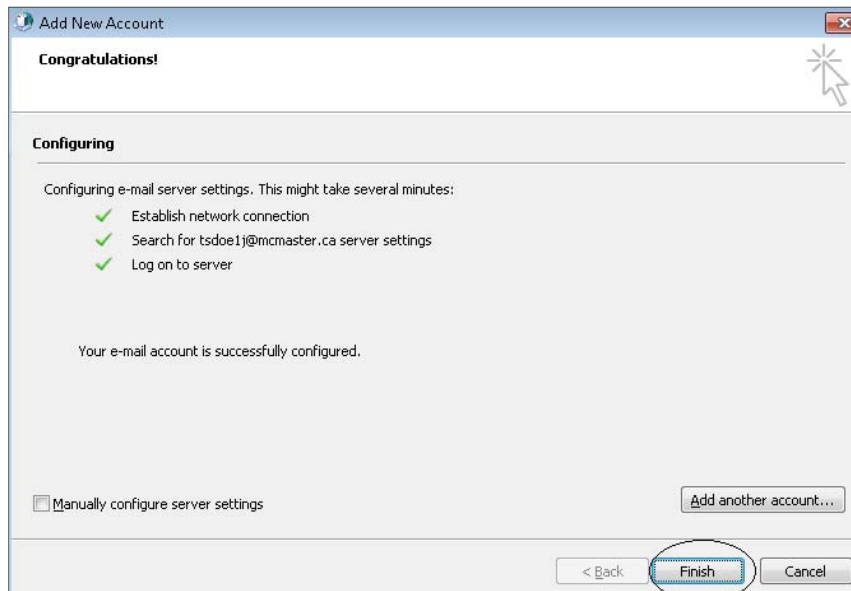 Add New Account
Congratulations!
Configuring
Configuring e-mail server settings. This might take several minutes:
Establish network connection
Search for tsdoe1j@mcmaster.ca server settings
Log on to server
Your e-mail account is successfully configured.
Manually configure server settings
Add another account...
< Back
Finish
Cancel